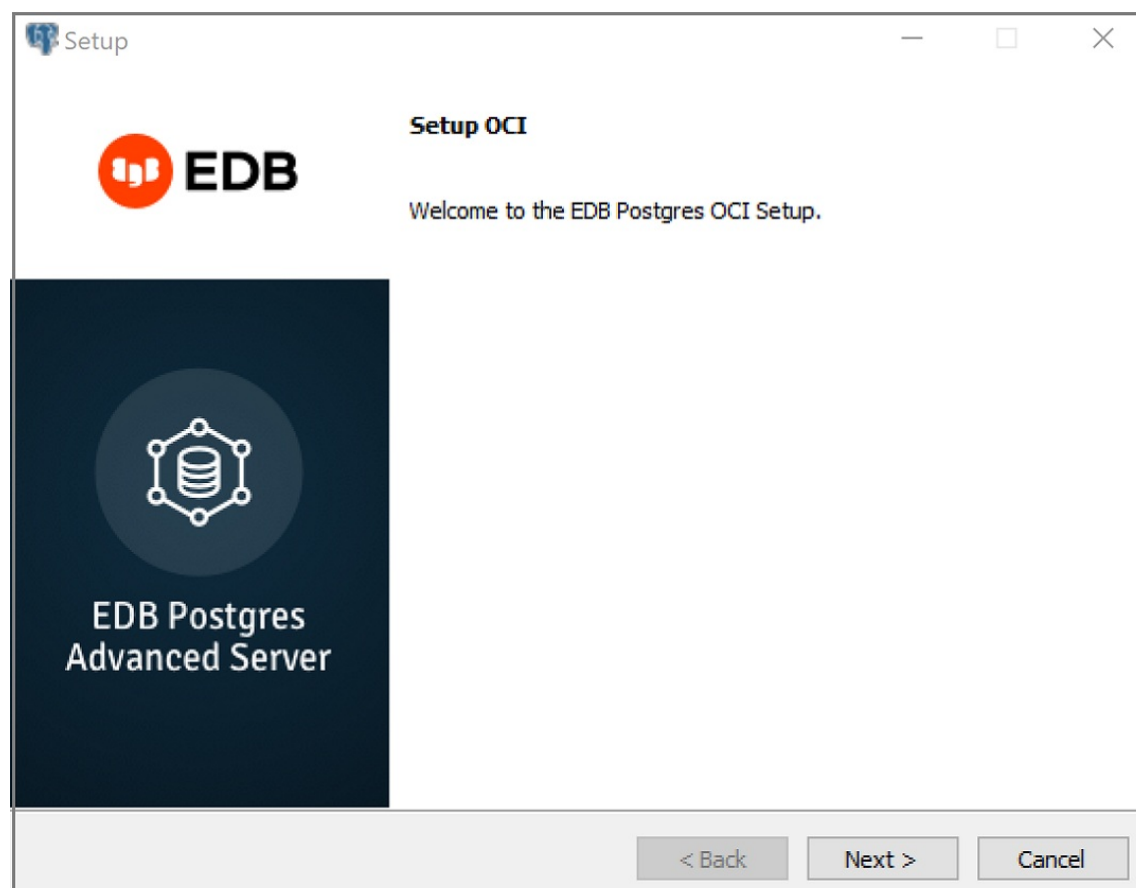 Setup
EDB
Setup OCI
Welcome to the EDB Postgres OCI Setup.
EDB Postgres
Advanced Server
< Back
Next >
Cancel